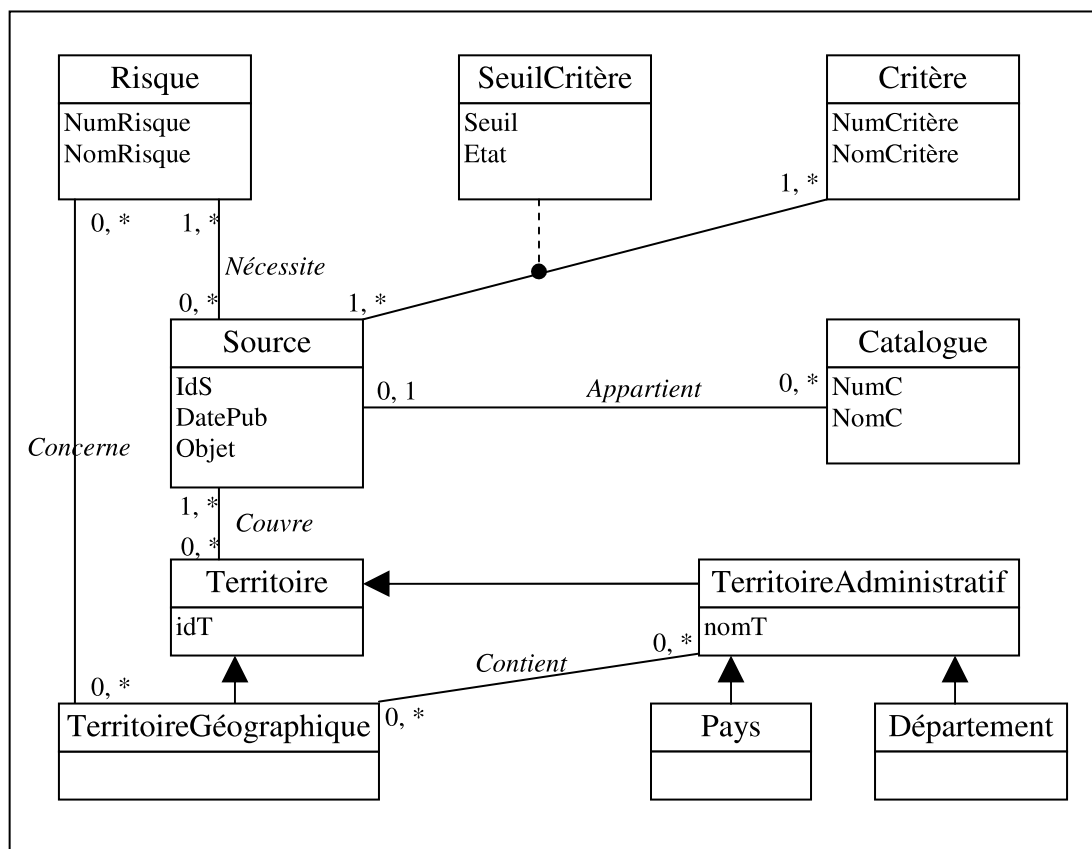 Risque
NumRisque
NomRisque
SeuilCritère
Seuil
Etat
Critère
NumCritère
NomCritère
0, *
1, *
1, *
Nécessite
0, *
1, *
Source
IdS
DatePub
Objet
Catalogue
NumC
NomC
0, 1
Appartient
0, *
Concerne
1, *
Couvre
0, *
Territoire
idT
TerritoireAdministratif
nomT
0, *
Contient
0, *
0, *
TerritoireGéographique
Pays
Département